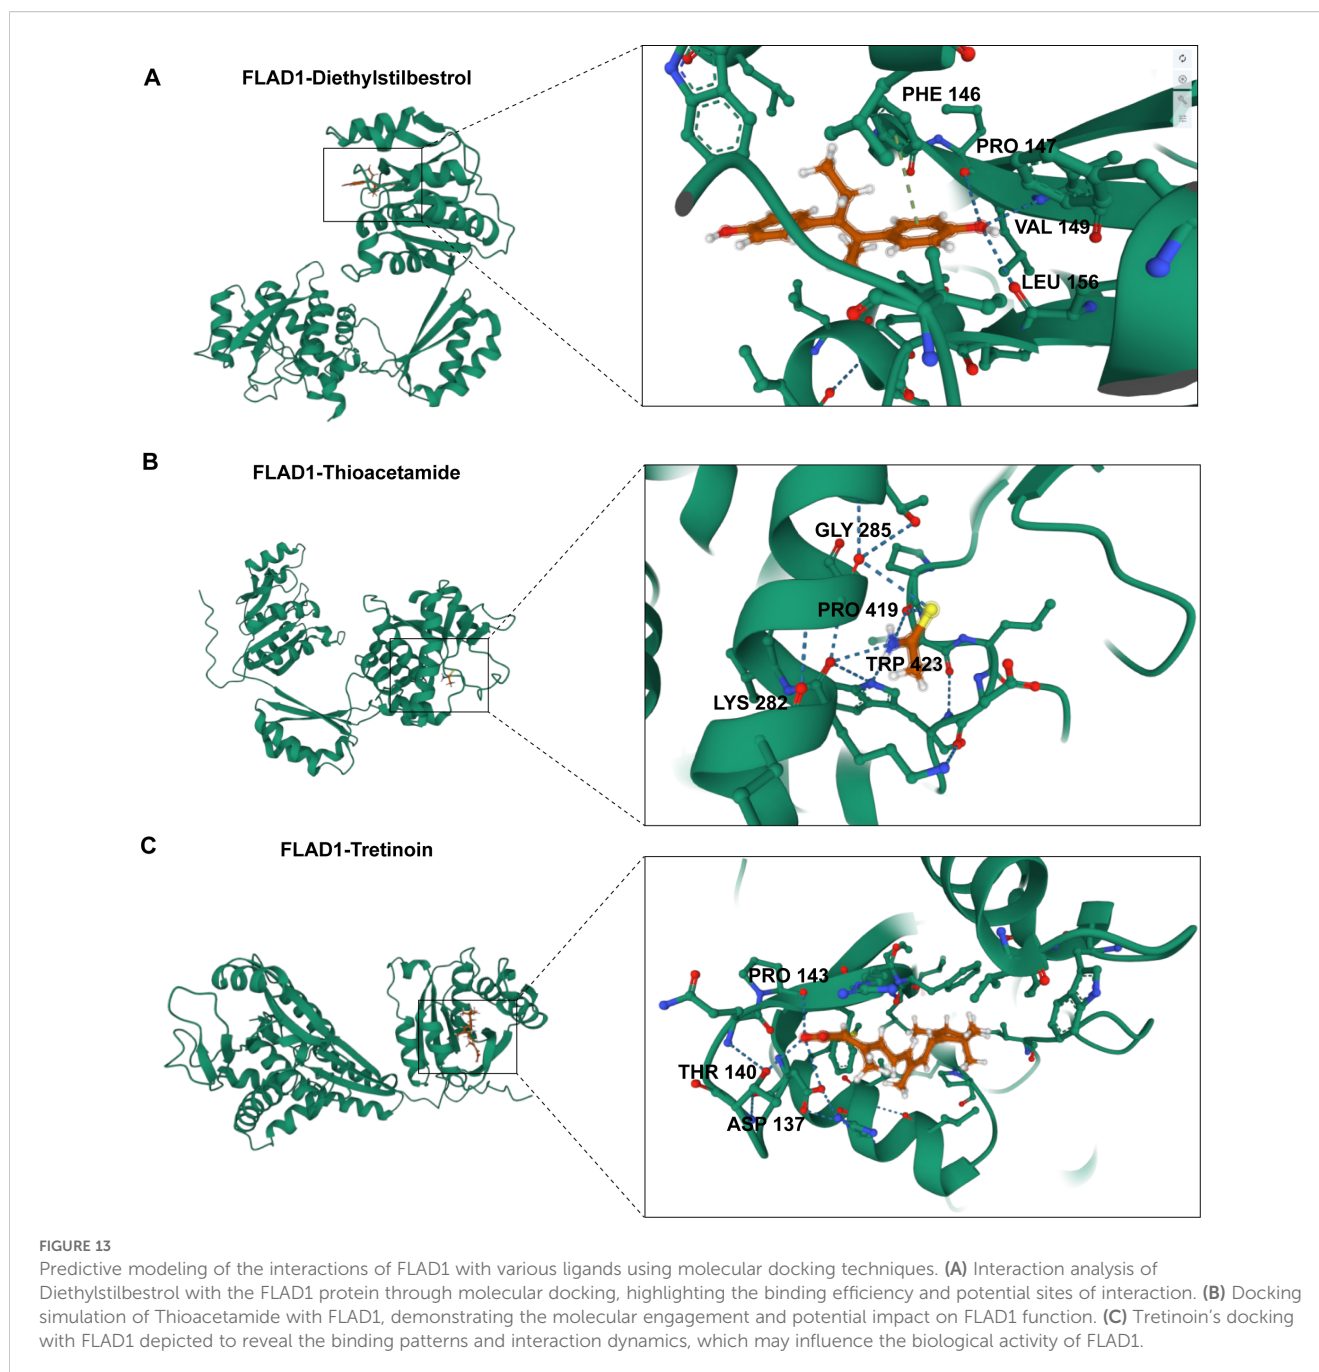 A
FLAD1-Diethylstilbestrol
PHE 146
PRO 147
VAL 149
LEU 156
B
FLAD1-Thioacetamide
GLY 285
PRO 419
TRP 423
LYS 282
C
FLAD1-Tretinoin
PRO 143
THR 140
ASP 137
FIGURE 13
Predictive modeling of the interactions of FLAD1 with various ligands using molecular docking techniques. (A) Interaction analysis of
Diethylstilbestrol with the FLAD1 protein through molecular docking, highlighting the binding efficiency and potential sites of interaction. (B) Docking
simulation of Thioacetamide with FLAD1, demonstrating the molecular engagement and potential impact on FLAD1 function. (C) Tretinoin's docking
with FLAD1 depicted to reveal the binding patterns and interaction dynamics, which may influence the biological activity of FLAD1.